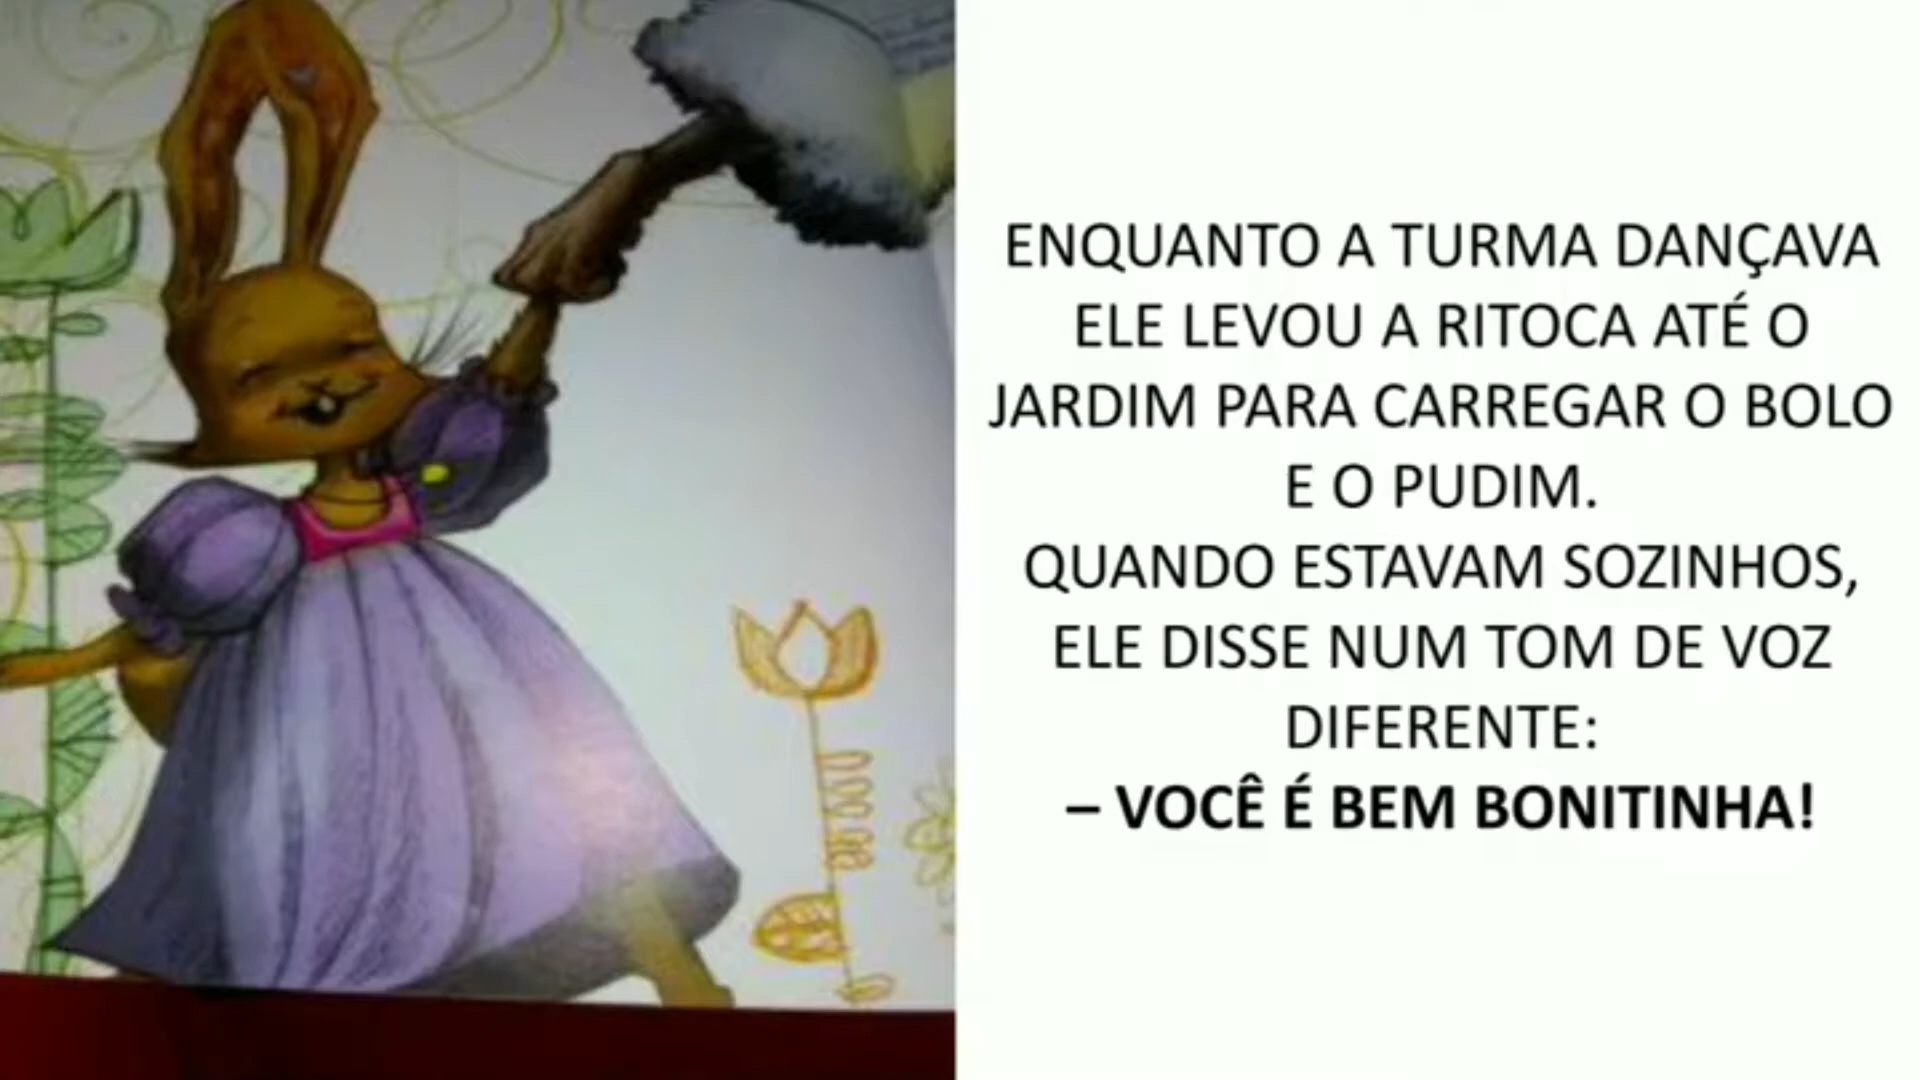 ENQUANTO A TURMA DANÇAVA
ELE LEVOU A RITOCA ATÉ O
JARDIM PARA CARREGAR O BOLO
E O PUDIM.
QUANDO ESTAVAM SOZINHOS,
ELE DISSE NUM TOM DE VOZ
DIFERENTE:
– VOCÊ É BEM BONITINHA!